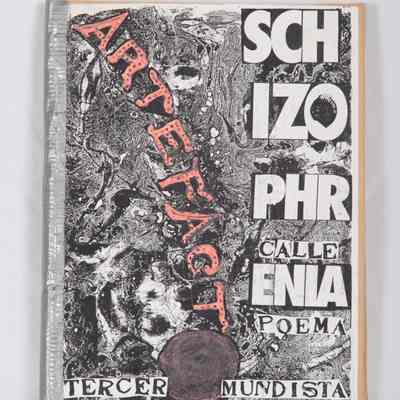 ARTEFACT
SCH
IZO
PHR
CALLE
ENIA
POEMA
TERCER MUNDISTA